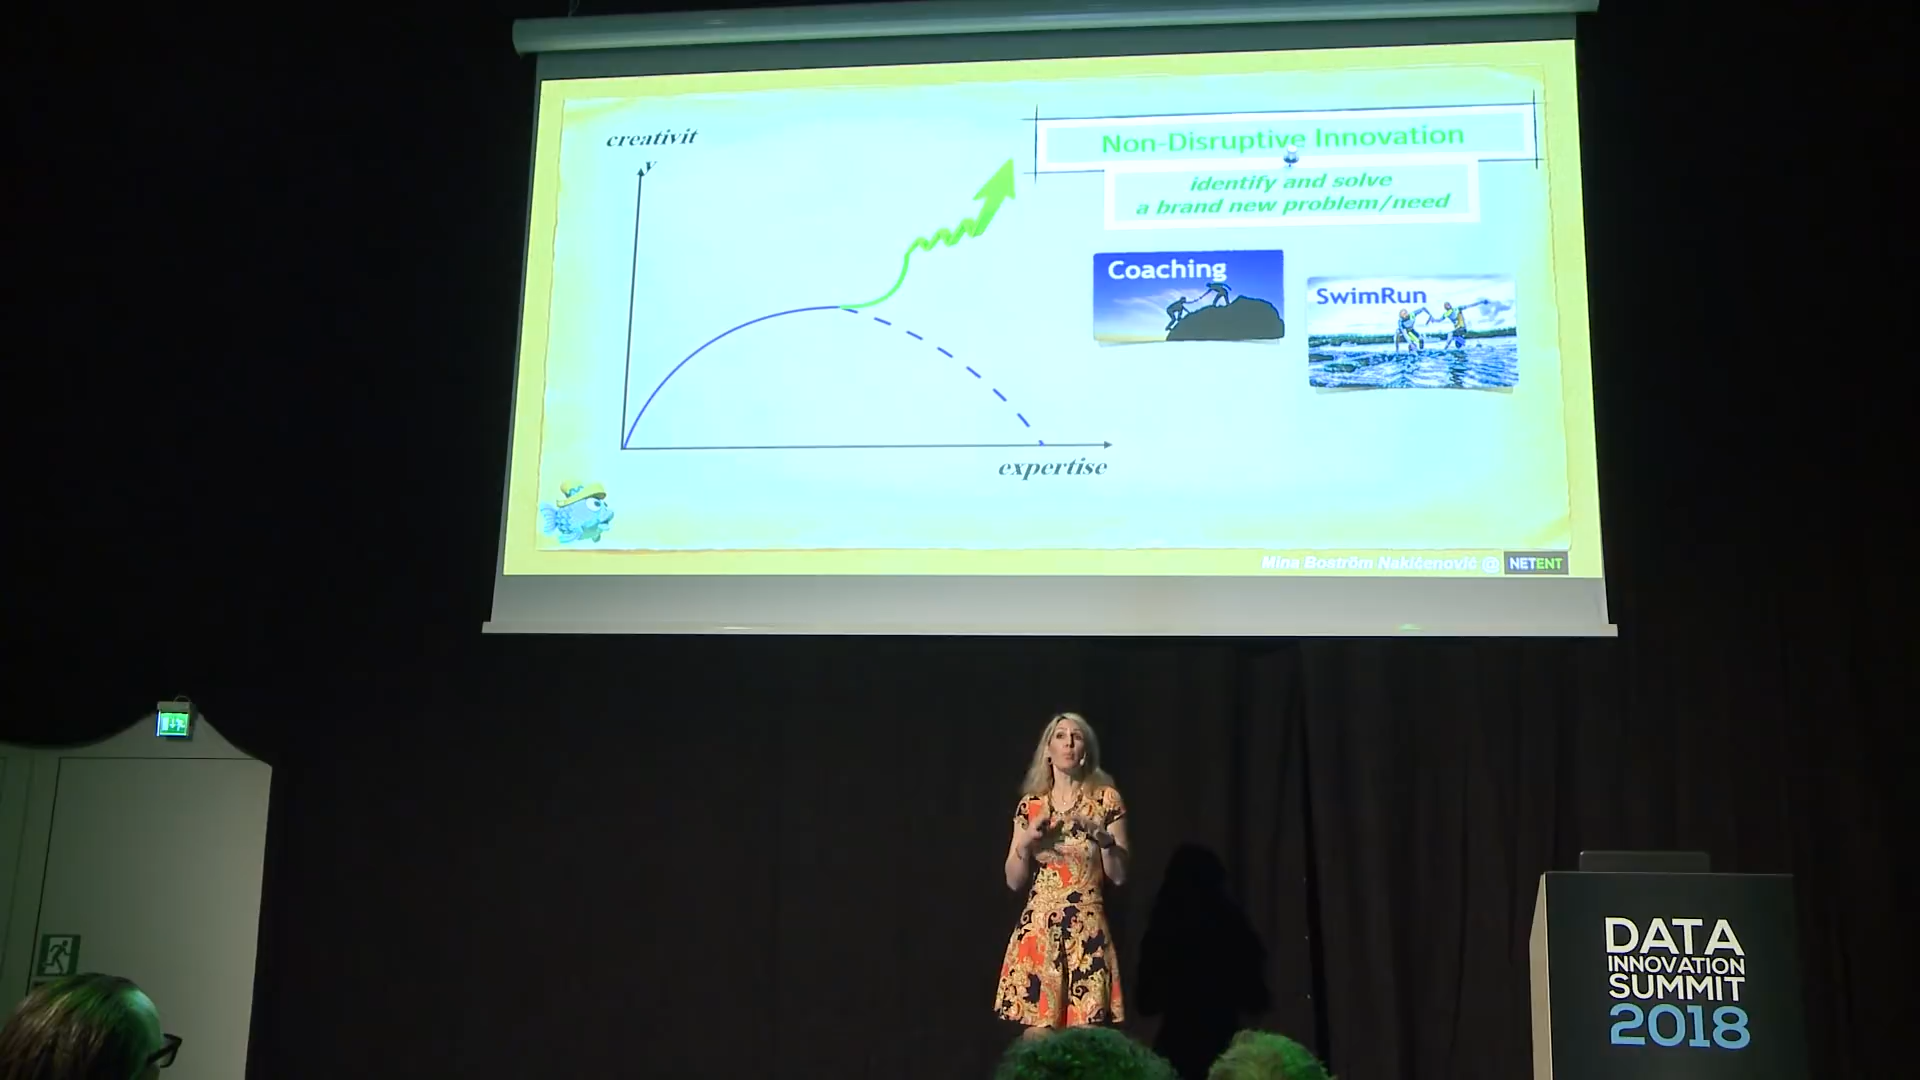 creativit
y
Non-Disruptive Innovation
identify and solve
a brand new problem/need
Coaching
SwimRun
expertise
Mina Boström Nakićenović @ NETENT
DATA
INNOVATION
SUMMIT
2018